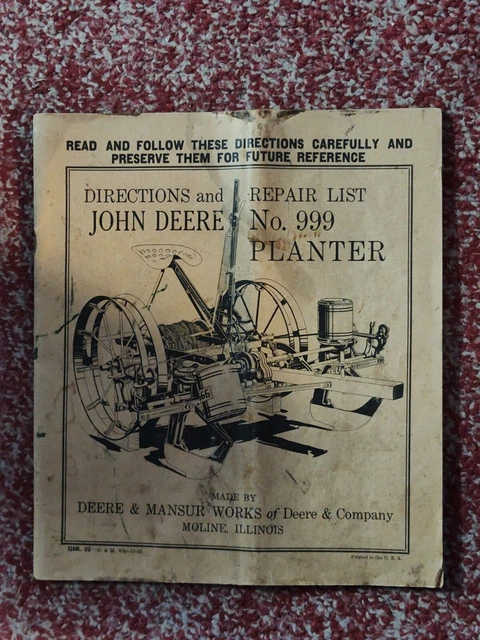 READ AND FOLLOW THESE DIRECTIONS CAREFULLY AND
PRESERVE THEM FOR FUTURE REFERENCE
DIRECTIONS and REPAIR LIST
JOHN DEERE No. 999
PLANTER
MADE BY
DEERE & MANSUR WORKS of Deere & Company
MOLINE, ILLINOIS
Printed in the U. S. A.